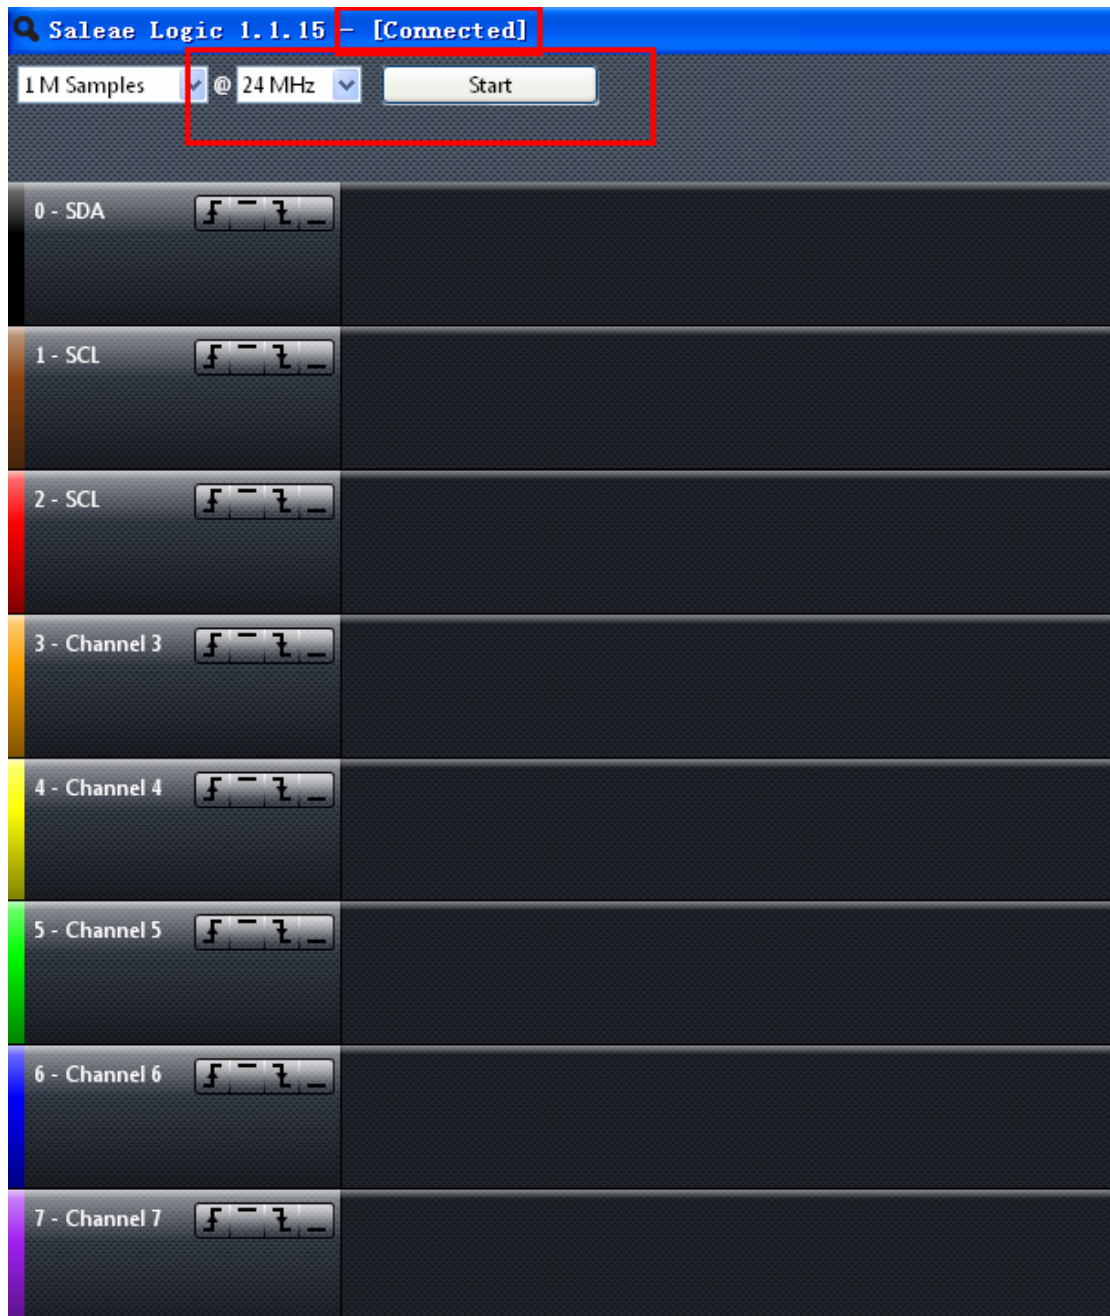 Saleae Logic 1.1.15 - [Connected]
1 M Samples @ 24 MHz Start
0 - SDA
1 - SCL
2 - SCL
3 - Channel 3
4 - Channel 4
5 - Channel 5
6 - Channel 6
7 - Channel 7